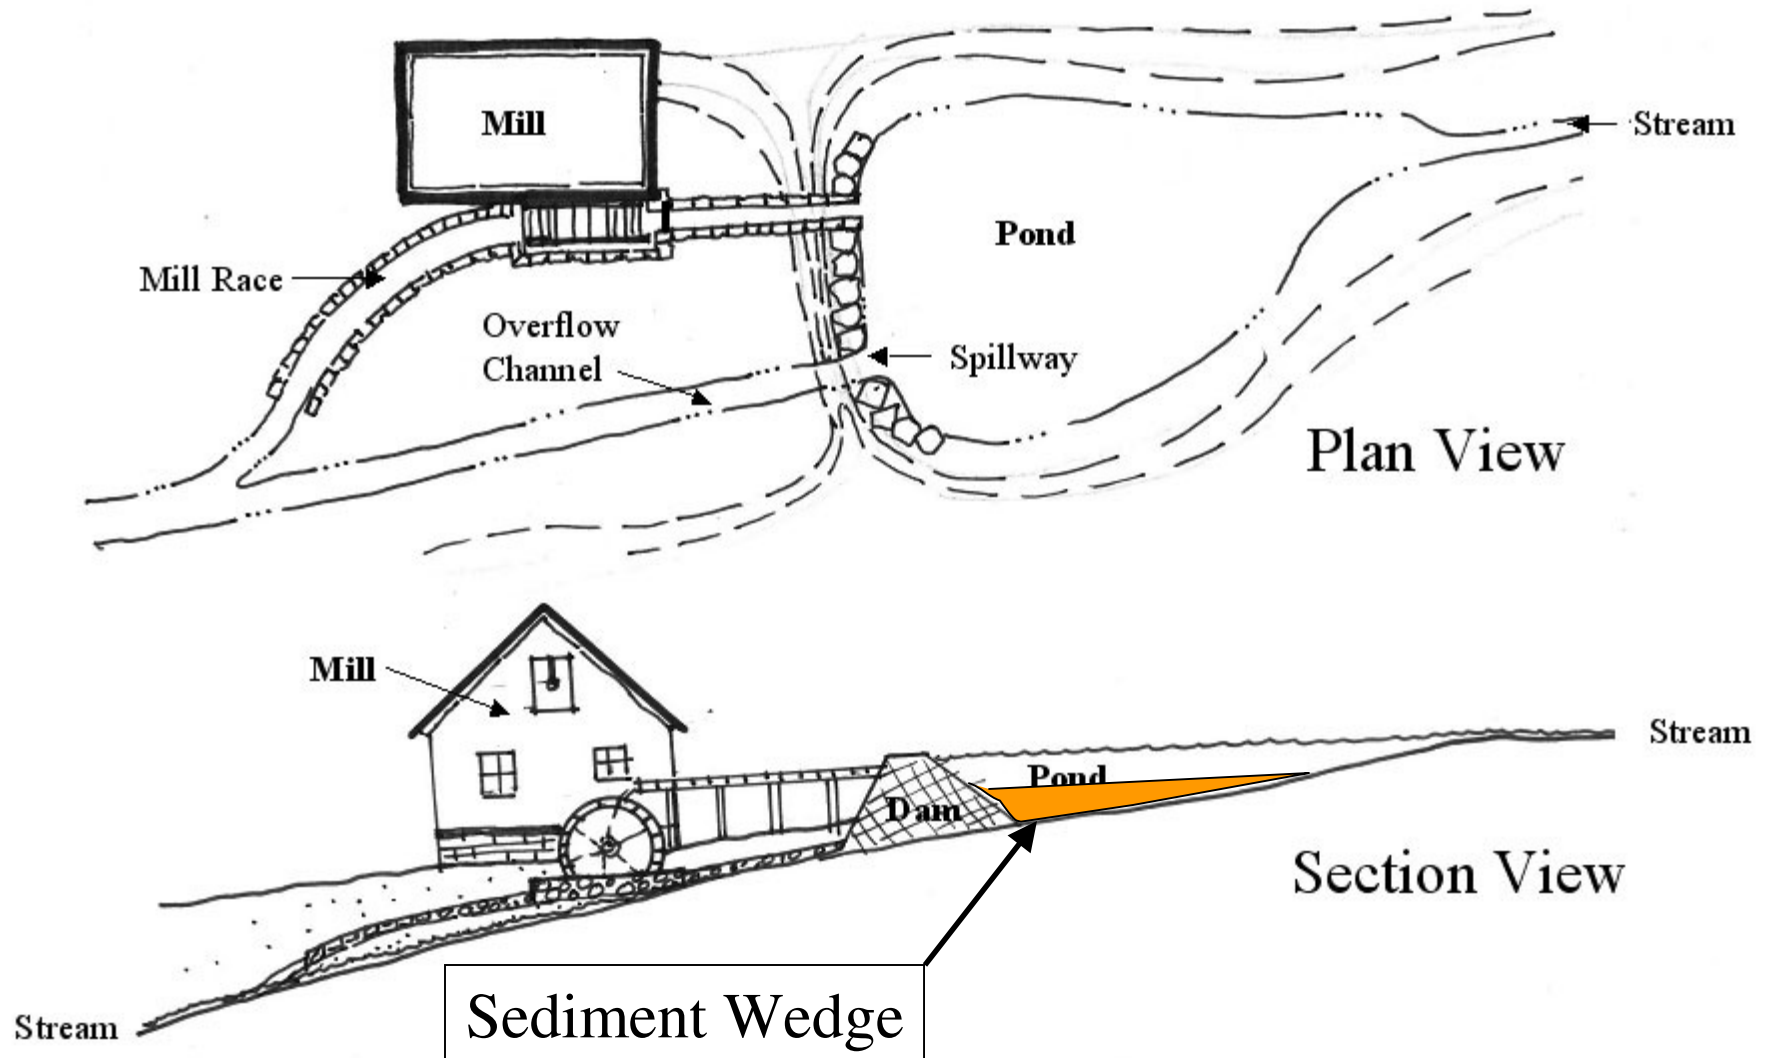 Mill
Stream
Pond
Mill Race
Overflow
Channel
Spillway
Plan View
Mill
Stream
Pond
Dam
Section View
Sediment Wedge
Stream